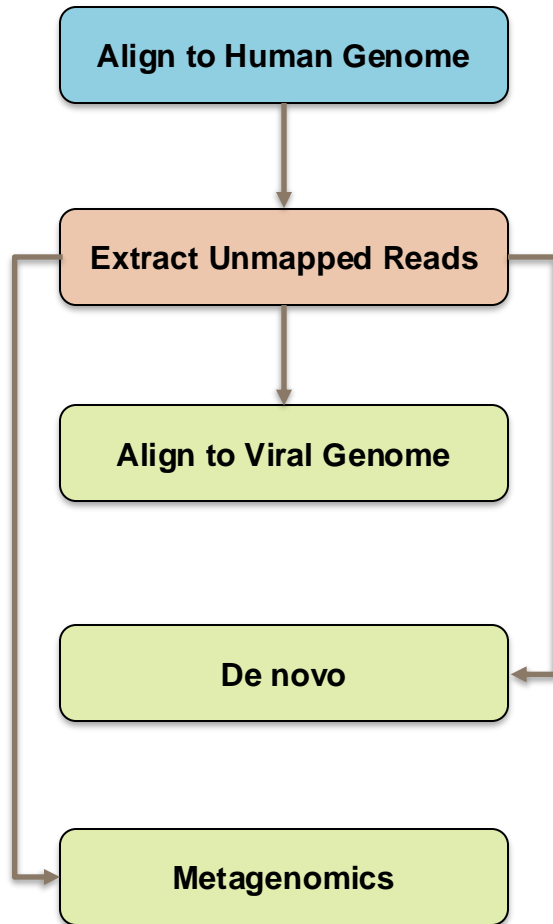 Align to Human Genome
Extract Unmapped Reads
Align to Viral Genome
De novo
Metagenomics